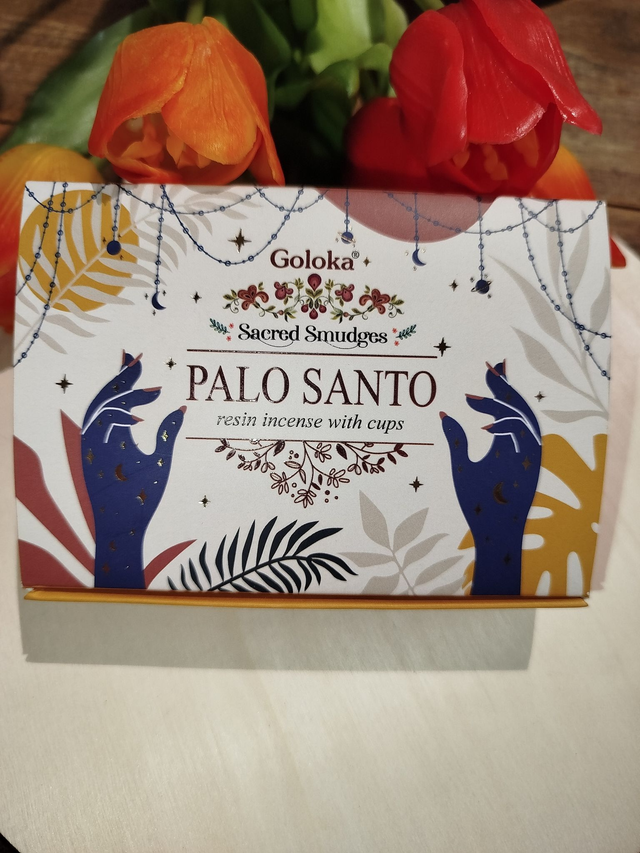 Goloka®
Sacred Smudges
PALO SANTO
resin incense with cups